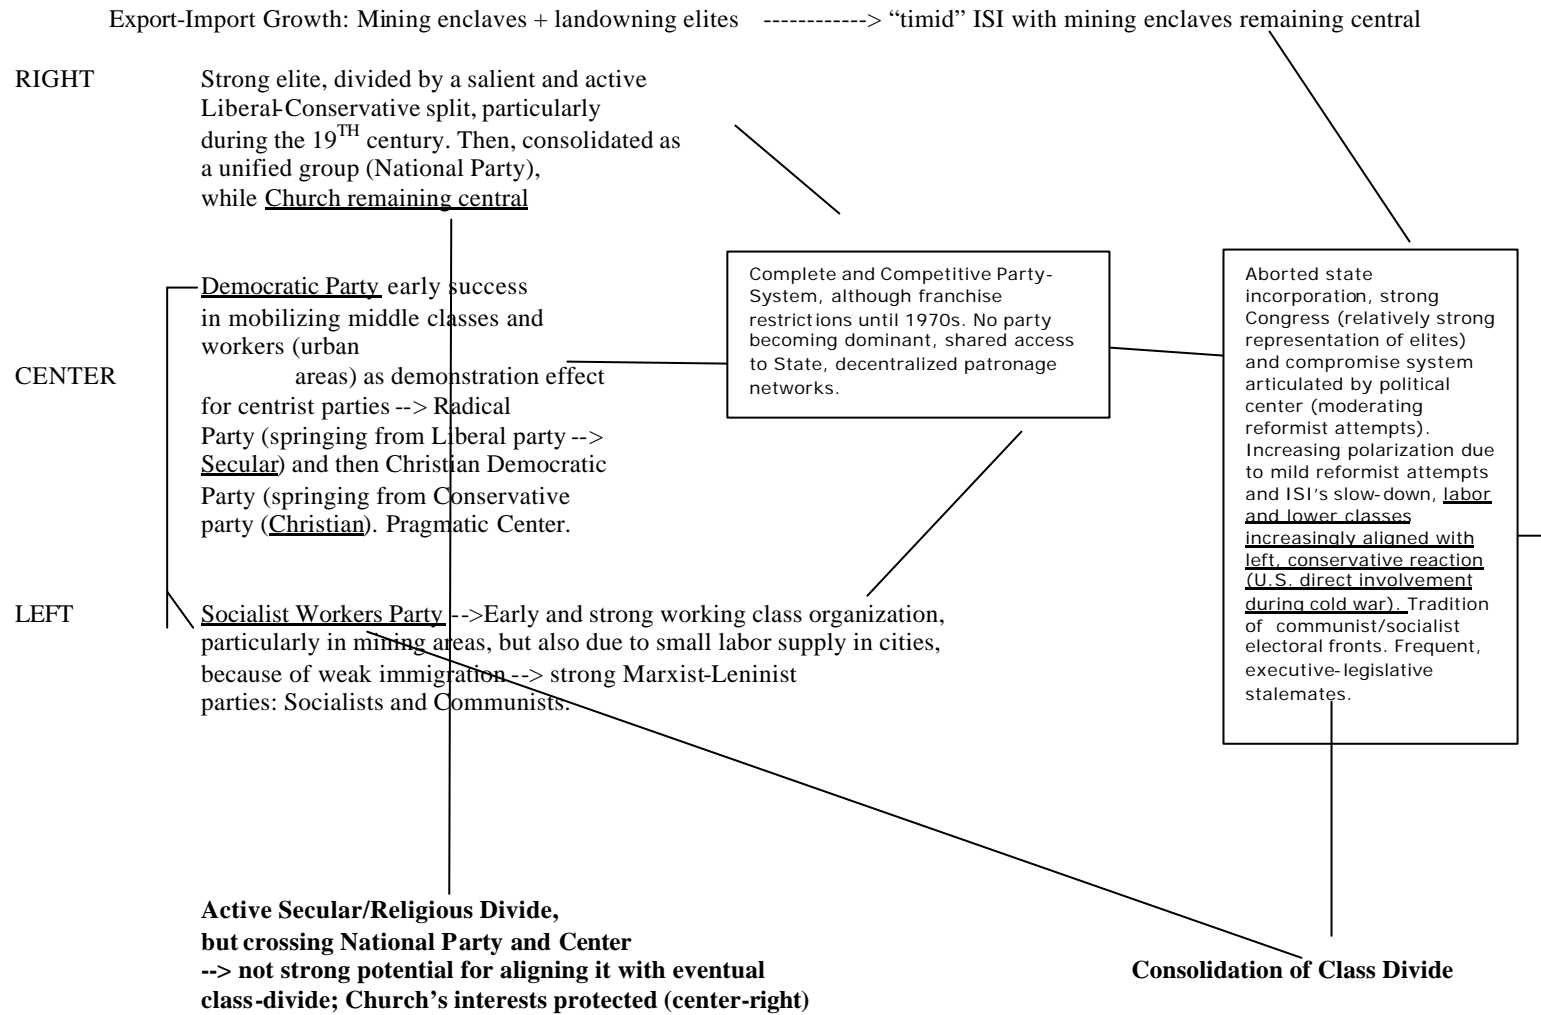 Export-Import Growth: Mining enclaves + landowning elites ------------> “timid” ISI with mining enclaves remaining central
RIGHT
Strong elite, divided by a salient and active
Liberal-Conservative split, particularly
during the 19TH century. Then, consolidated as
a unified group (National Party),
while Church remaining central
CENTER
Democratic Party early success
in mobilizing middle classes and
workers (urban
areas) as demonstration effect
for centrist parties --> Radical
Party (springing from Liberal party -->
Secular) and then Christian Democratic
Party (springing from Conservative
party (Christian). Pragmatic Center.
LEFT
Socialist Workers Party -->Early and strong working class organization,
particularly in mining areas, but also due to small labor supply in cities,
because of weak immigration --> strong Marxist-Leninist
parties: Socialists and Communists.
Complete and Competitive Party-
System, although franchise
restrictions until 1970s. No party
becoming dominant, shared access
to State, decentralized patronage
networks.
Aborted state
incorporation, strong
Congress (relatively strong
representation of elites)
and compromise system
articulated by political
center (moderating
reformist attempts).
Increasing polarization due
to mild reformist attempts
and ISI's slow-down, labor
and lower classes
increasingly aligned with
left, conservative reaction
(U.S. direct involvement
during cold war). Tradition
of communist/socialist
electoral fronts. Frequent,
executive-legislative
stalemates.
Active Secular/Religious Divide,
but crossing National Party and Center
--> not strong potential for aligning it with eventual
class-divide; Church’s interests protected (center-right)
Consolidation of Class Divide